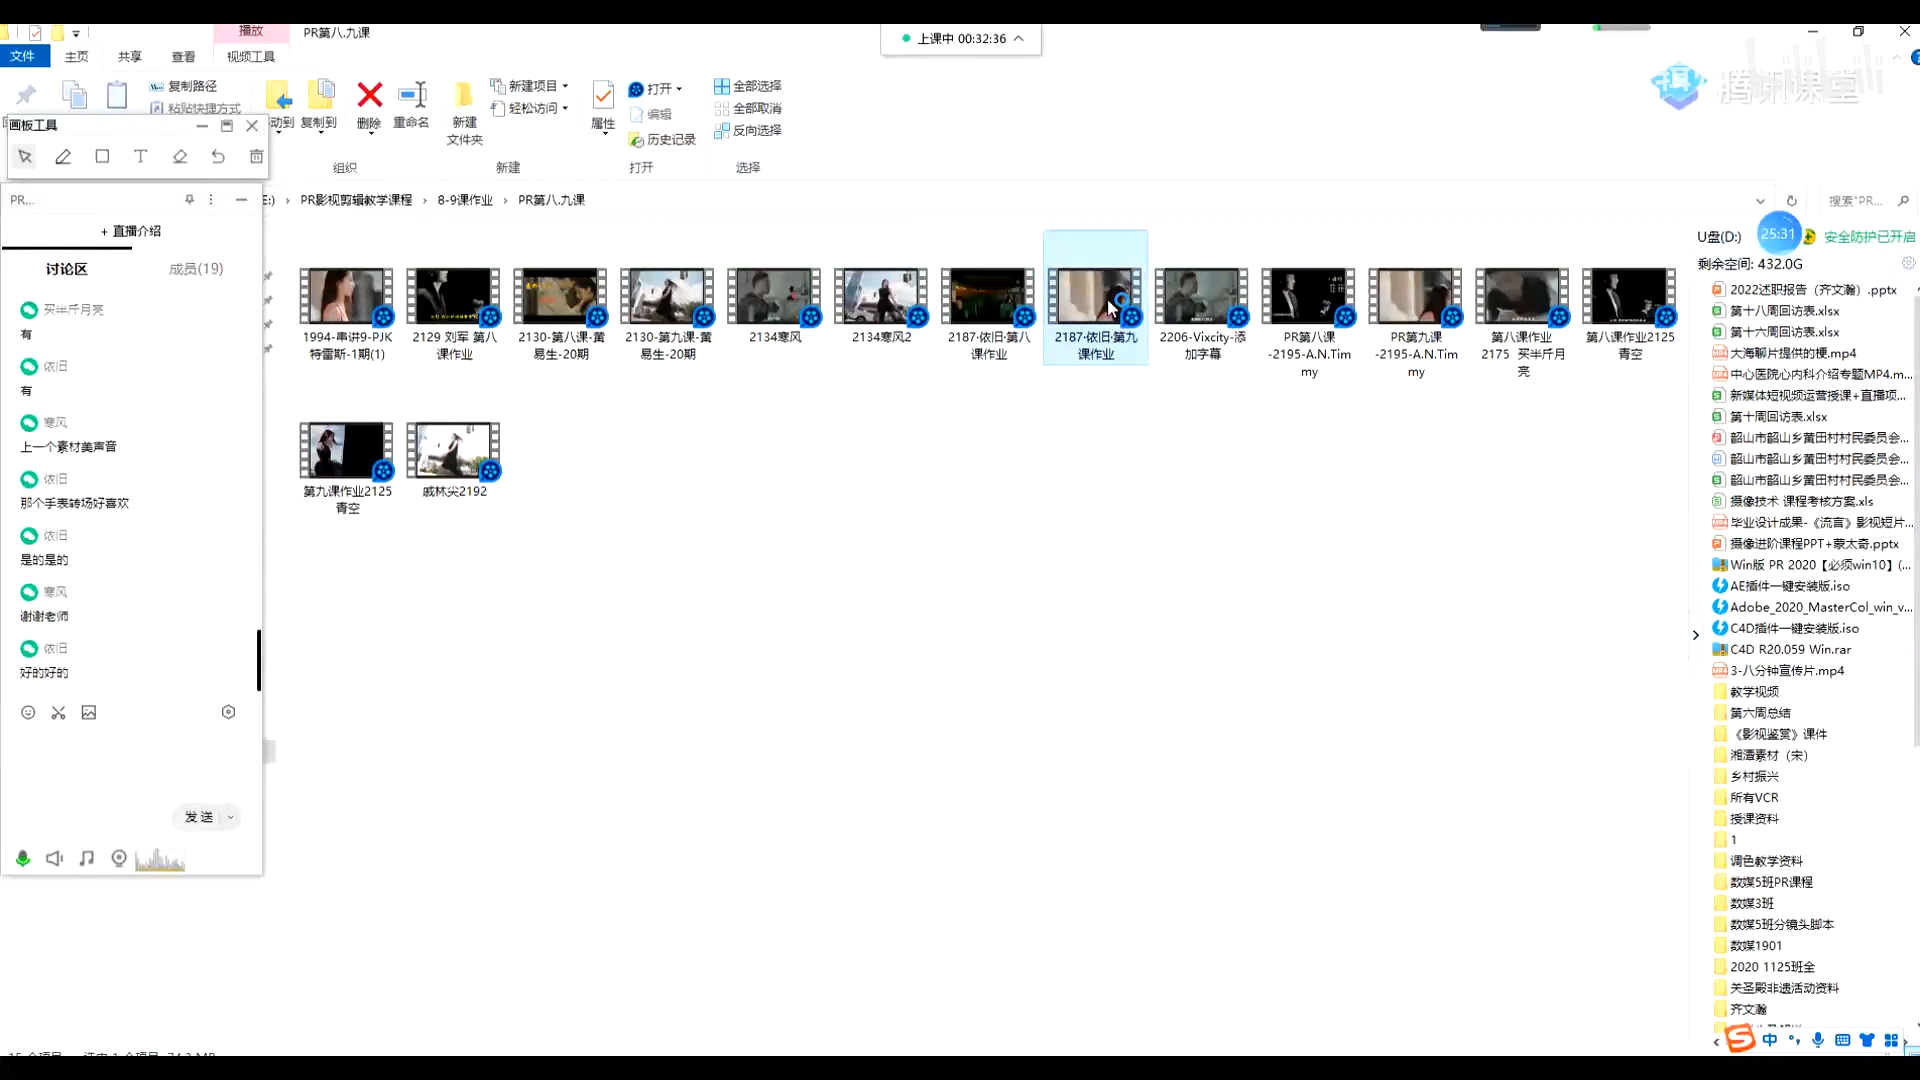 播放
PR第八.九课
上课中 00:32:36
文件
主页
共享
查看
视频工具
腾讯课堂
复制路径
粘贴快捷方式
复制到
删除
重命名
新建
文件夹
新建项目
轻松访问
属性
打开
编辑
历史记录
全部选择
全部取消
反向选择
组织
新建
打开
选择
画板工具
PR...
PR影视剪辑教学课程
8-9课作业
PR第八.九课
搜索"PR...
+ 直播介绍
讨论区
成员(19)
买半斤月亮
有
依旧
有
寒风
上一个素材美声音
依旧
那个手表转场好喜欢
依旧
是的是的
寒风
谢谢老师
依旧
好的好的
发送
1994-串讲9-PJK
特雷斯-1期(1)
2129 刘军 第八
课作业
2130-第八课-黄
易生-20期
2130-第九课-黄
易生-20期
2134寒风
2134寒风2
2187·依旧·第八
课作业
2187·依旧·第九
课作业
2206-Vixcity-添
加字幕
PR第八课
-2195-A.N.Tim
my
PR第九课
-2195-A.N.Tim
my
第八课作业
2175 买半斤月
亮
第八课作业2125
青空
第九课作业2125
青空
戚林尖2192
U盘(D:)
25:31
安全防护已开启
剩余空间: 432.0G
2022述职报告（齐文瀚）.pptx
第十八周回访表.xlsx
第十六周回访表.xlsx
大海聊片提供的梗.mp4
中心医院心内科介绍专题MP4.m...
新媒体短视频运营授课+直播项...
第十周回访表.xlsx
韶山市韶山乡黄田村村民委员会...
韶山市韶山乡黄田村村民委员会...
韶山市韶山乡黄田村村民委员会...
摄像技术 课程考核方案.xls
毕业设计成果-《流言》影视短片...
摄像进阶课程PPT+蒙太奇.pptx
Win版 PR 2020【必须win10】(...
AE插件一键安装版.iso
Adobe_2020_MasterCol_win_v...
C4D插件一键安装版.iso
C4D R20.059 Win.rar
3-八分钟宣传片.mp4
教学视频
第六周总结
《影视鉴赏》课件
湘潭素材（宋）
乡村振兴
所有VCR
授课资料
1
调色教学资料
数媒5班PR课程
数媒3班
数媒5班分镜头脚本
数媒1901
2020 1125班全
关圣殿非遗活动资料
齐文瀚
中